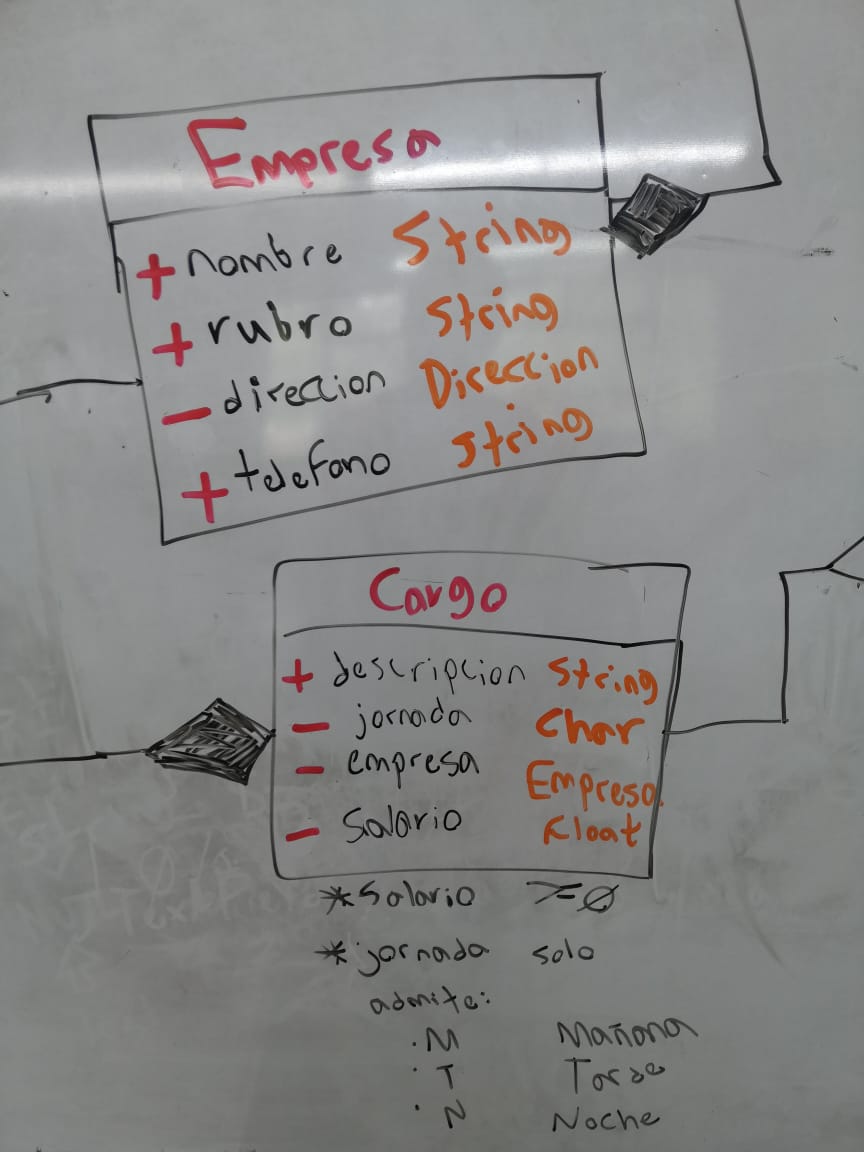 Empresa
+ nombre String
+ rubro String
- direccion Direccion
+ telefono String
Cargo
+ descripcion String
- jornada Char
- empresa Empresa
- Salario Float
* Salario >=0
* jornada solo
admite:
. M Mañana
. T Tarde
. N Noche